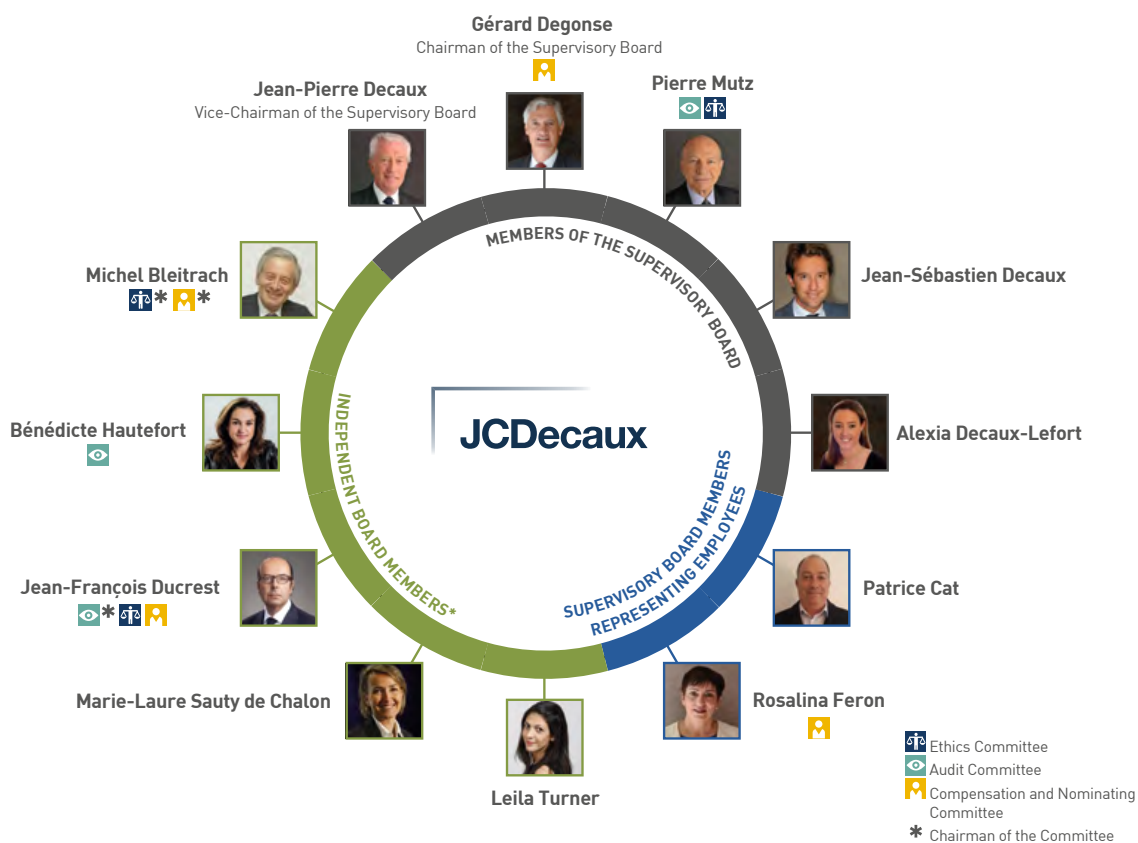 Gérard Degonse
Chairman of the Supervisory Board
Jean-Pierre Decaux
Vice-Chairman of the Supervisory Board
Pierre Mutz
MEMBERS OF THE SUPERVISORY BOARD
Michel Bleitrach
* *
Jean-Sébastien Decaux
Bénédicte Hautefort
INDEPENDENT BOARD MEMBERS*
JCDecaux
Alexia Decaux-Lefort
SUPERVISORY BOARD MEMBERS
REPRESENTING EMPLOYEES
Jean-François Ducrest
*
Patrice Cat
Marie-Laure Sauty de Chalon
Rosalina Feron
Leila Turner
Ethics Committee
Audit Committee
Compensation and Nominating
Committee
* Chairman of the Committee